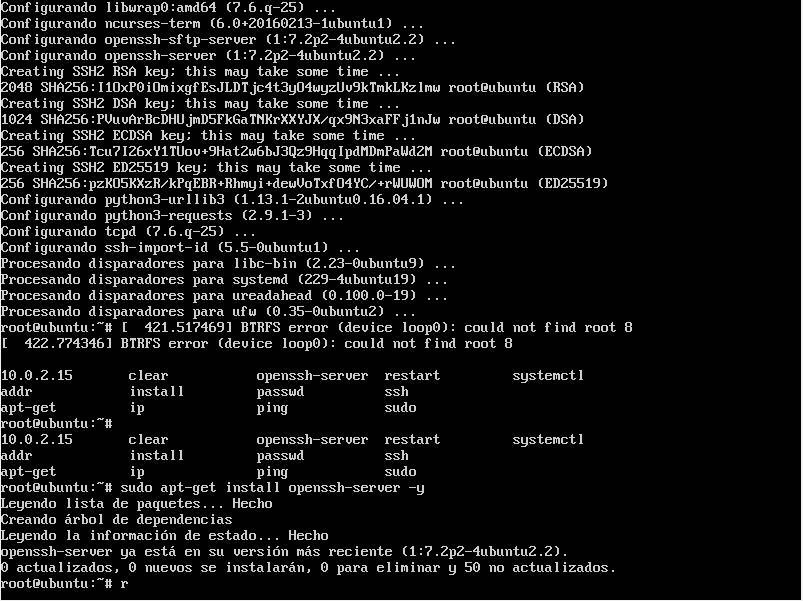 Configurando libwrap0:amd64 (7.6.q-25) ...
Configurando ncurses-term (6.0+20160213-1ubuntu1) ...
Configurando openssh-sftp-server (1:7.2p2-4ubuntu2.2) ...
Configurando openssh-server (1:7.2p2-4ubuntu2.2) ...
Creating SSH2 RSA key; this may take some time ...
2048 SHA256:I1OxP0iOmixgfEsJLDTjc4t3yO4wyzUv9kTmkLKzlmw root@ubuntu (RSA)
Creating SSH2 DSA key; this may take some time ...
1024 SHA256:PVuvArBcDHUjmD5FkGaTNKrXXYJX/qx9N3xaFFj1nJw root@ubuntu (DSA)
Creating SSH2 ECDSA key; this may take some time ...
256 SHA256:Tcu7I26xY1TUov+9Hat2w6bJ3Qz9HqqIpdMDmPaWd2M root@ubuntu (ECDSA)
Creating SSH2 ED25519 key; this may take some time ...
256 SHA256:pzKO5KXzR/kPqEBR+Rhmyi+dewVoTxfO4YC/+rWUWOM root@ubuntu (ED25519)
Configurando python3-urllib3 (1.13.1-2ubuntu0.16.04.1) ...
Configurando python3-requests (2.9.1-3) ...
Configurando tcpd (7.6.q-25) ...
Configurando ssh-import-id (5.5-0ubuntu1) ...
Procesando disparadores para libc-bin (2.23-0ubuntu9) ...
Procesando disparadores para systemd (229-4ubuntu19) ...
Procesando disparadores para ureadahead (0.100.0-19) ...
Procesando disparadores para ufw (0.35-0ubuntu2) ...
root@ubuntu:~# [  421.517469] BTRFS error (device loop0): could not find root 8
[  422.774346] BTRFS error (device loop0): could not find root 8
10.0.2.15       clear           openssh-server  restart         systemctl
addr            install         passwd          ssh
apt-get         ip              ping            sudo
root@ubuntu:~#
10.0.2.15       clear           openssh-server  restart         systemctl
addr            install         passwd          ssh
apt-get         ip              ping            sudo
root@ubuntu:~# sudo apt-get install openssh-server -y
Leyendo lista de paquetes... Hecho
Creando árbol de dependencias
Leyendo la información de estado... Hecho
openssh-server ya está en su versión más reciente (1:7.2p2-4ubuntu2.2).
0 actualizados, 0 nuevos se instalarán, 0 para eliminar y 50 no actualizados.
root@ubuntu:~# r